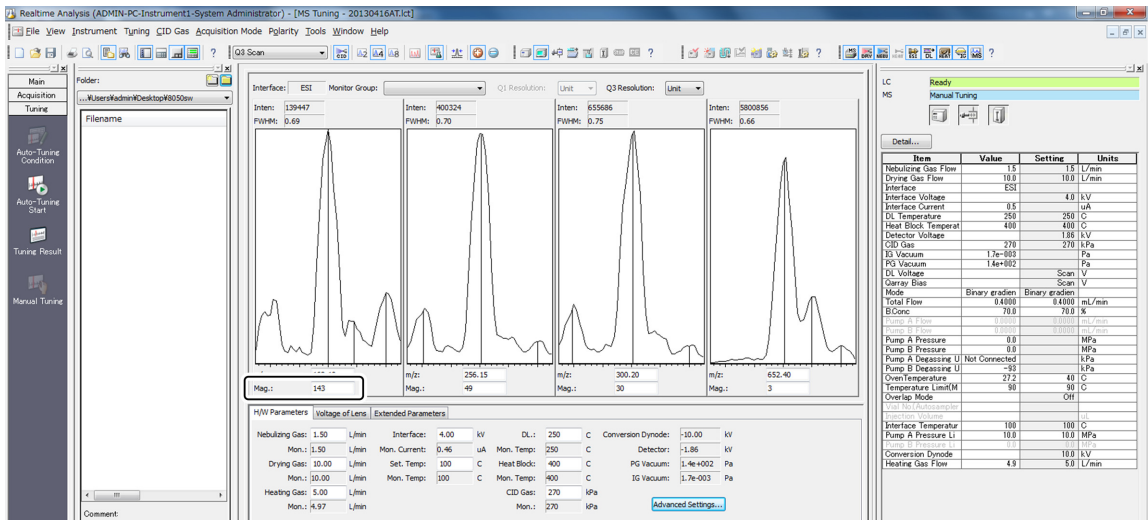 Realtime Analysis (ADMIN-PC-Instrument1-System Administrator) - [MS Tuning - 20130416AT.lct]
File View Instrument Tuning CID Gas Acquisition Mode Polarity Tools Window Help
Q3 Scan
Main
Acquisition
Tuning
Auto-Tuning Condition
Auto-Tuning Start
Tuning Result
Manual Tuning
Folder:
...¥Users¥admin¥Desktop¥8050sw
Filename
Comment:
Interface: ESI Monitor Group: Q1 Resolution: Unit Q3 Resolution: Unit
Inten: 139447 Inten: 400324 Inten: 655686 Inten: 5800856
FWHM: 0.69 FWHM: 0.70 FWHM: 0.75 FWHM: 0.66
m/z: 256.15 m/z: 300.20 m/z: 652.40
Mag.: 143 Mag.: 49 Mag.: 30 Mag.: 3
H/W Parameters Voltage of Lens Extended Parameters
Nebulizing Gas: 1.50 L/min Interface: 4.00 kV DL.: 250 C Conversion Dynode: -10.00 kV
Mon.: 1.50 L/min Mon. Current: 0.46 uA Mon. Temp: 250 C Detector: -1.86 kV
Drying Gas: 10.00 L/min Set. Temp: 100 C Heat Block: 400 C PG Vacuum: 1.4e+002 Pa
Mon.: 10.00 L/min Mon. Temp: 100 C Mon. Temp: 400 C IG Vacuum: 1.7e-003 Pa
Heating Gas: 5.00 L/min CID Gas: 270 kPa
Mon.: 4.97 L/min Mon.: 270 kPa Advanced Settings...
LC Ready
MS Manual Tuning
Detail...
Item Value Setting Units
Nebulizing Gas Flow 1.5 1.5 L/min
Drying Gas Flow 10.0 10.0 L/min
Interface ESI
Interface Voltage 4.0 kV
Interface Current 0.5 uA
DL Temperature 250 250 C
Heat Block Temperat 400 400 C
Detector Voltage 1.86 kV
CID Gas 270 270 kPa
IG Vacuum 1.7e-003 Pa
PG Vacuum 1.4e+002 Pa
DL Voltage Scan V
Qarray Bias Scan V
Mode Binary gradien Binary gradien
Total Flow 0.4000 0.4000 mL/min
B.Conc 70.0 70.0 %
Pump A Flow 0.0000 0.0000 mL/min
Pump B Flow 0.0000 0.0000 mL/min
Pump A Pressure 0.0 MPa
Pump B Pressure 0.0 MPa
Pump A Degassing U Not Connected kPa
Pump B Degassing U -93 kPa
OvenTemperature 27.2 40 C
Temperature Limit(M 90 90 C
Overlap Mode Off
Vial No.(Autosampler
Injection Volume uL
Interface Temperatur 100 100 C
Pump A Pressure Li 10.0 10.0 MPa
Pump B Pressure Li 0.0 0.0 MPa
Conversion Dynode 10.0 kV
Heating Gas Flow 4.9 5.0 L/min